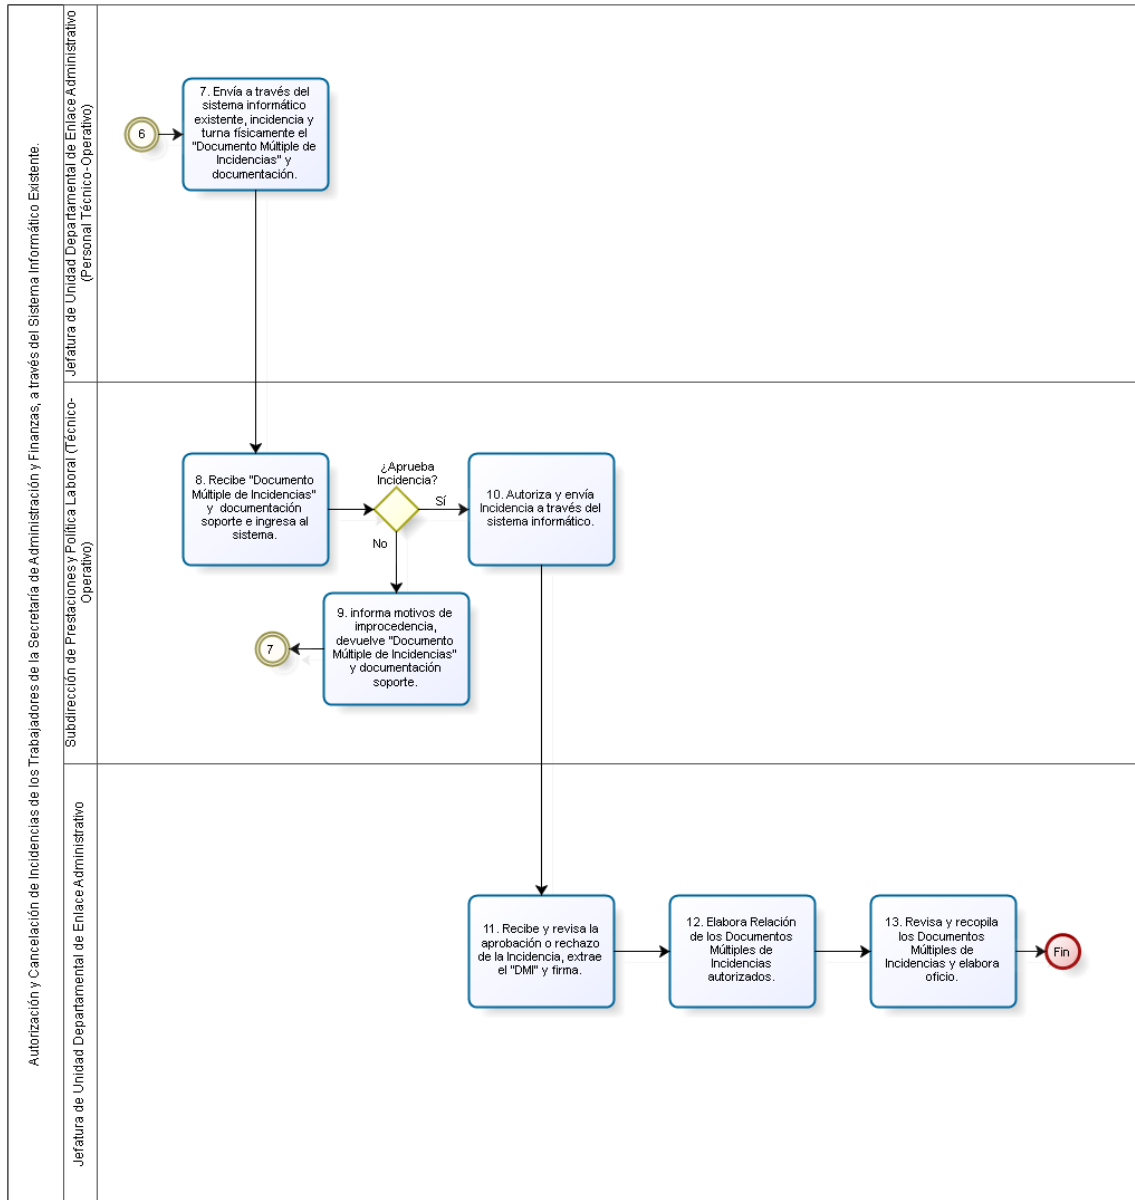 Autorización y Cancelación de Incidencias de los Trabajadores de la Secretaría de Administración y Finanzas, a través del Sistema Informático Existente.
Jefatura de Unidad Departamental de Enlace Administrativo
(Personal Técnico-Operativo)
6
7. Envía a través del
sistema informático
existente, incidencia y
turna físicamente el
"Documento Múltiple de
Incidencias" y
documentación.
Subdirección de Prestaciones y Política Laboral (Técnico-
Operativo)
8. Recibe "Documento
Múltiple de Incidencias"
y documentación
soporte e ingresa al
sistema.
¿Aprueba
Incidencia?
Sí
No
10. Autoriza y envía
Incidencia a través del
sistema informático.
9. informa motivos de
improcedencia,
devuelve "Documento
Múltiple de Incidencias"
y documentación
soporte.
7
Jefatura de Unidad Departamental de Enlace Administrativo
11. Recibe y revisa la
aprobación o rechazo
de la Incidencia, extrae
el "DMI" y firma.
12. Elabora Relación
de los Documentos
Múltiples de
Incidencias
autorizados.
13. Revisa y recopila
los Documentos
Múltiples de
Incidencias y elabora
oficio.
Fin